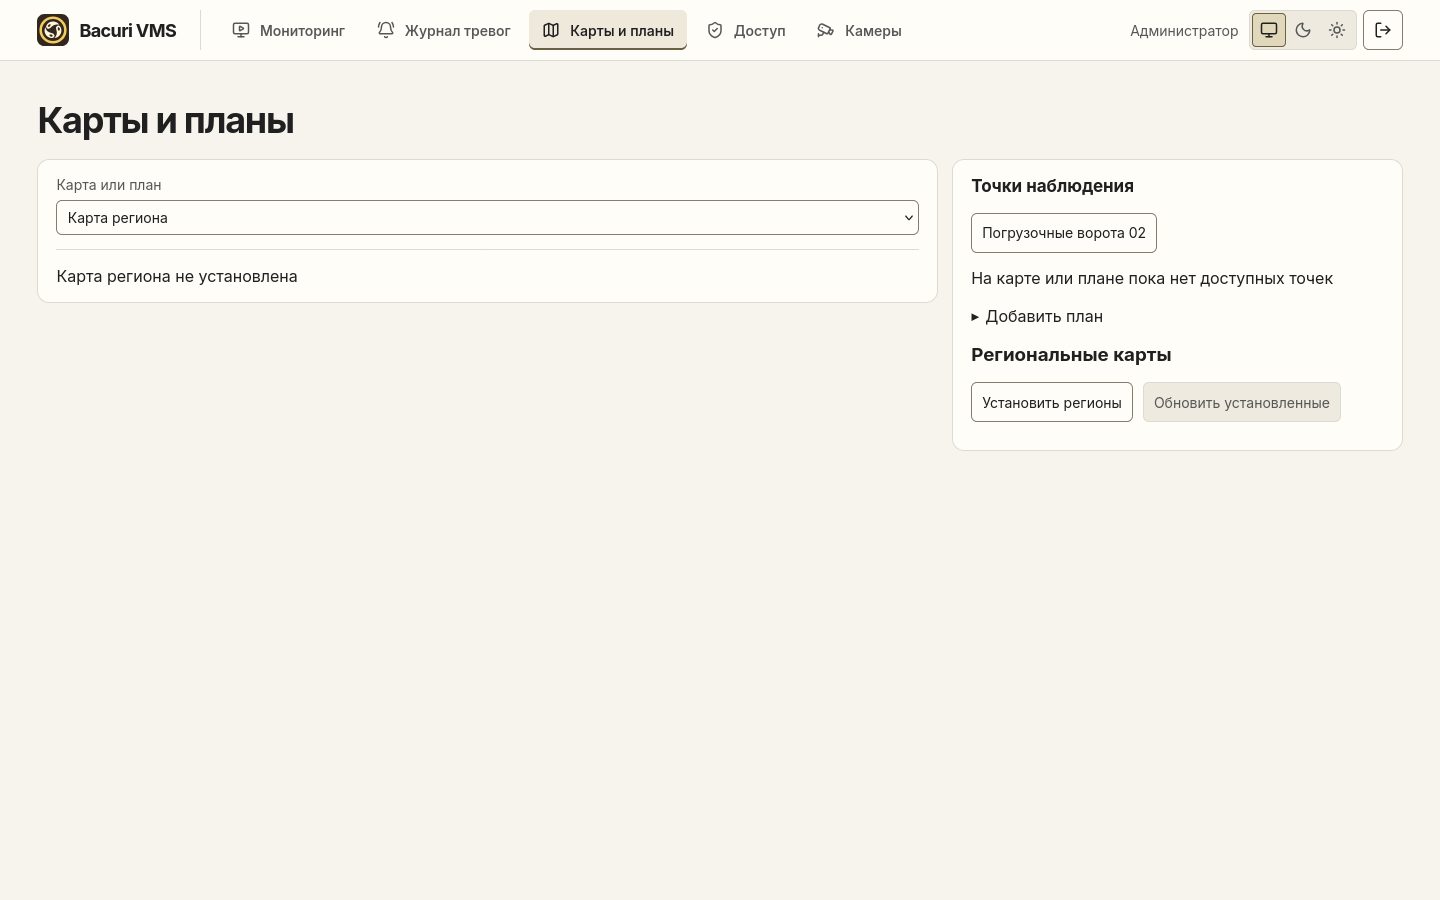 Bacuri VMS
Мониторинг
Журнал тревог
Карты и планы
Доступ
Камеры
Администратор
Карты и планы
Карта или план
Карта региона
Карта региона не установлена
Точки наблюдения
Погрузочные ворота 02
На карте или плане пока нет доступных точек
Добавить план
Региональные карты
Установить регионы
Обновить установленные